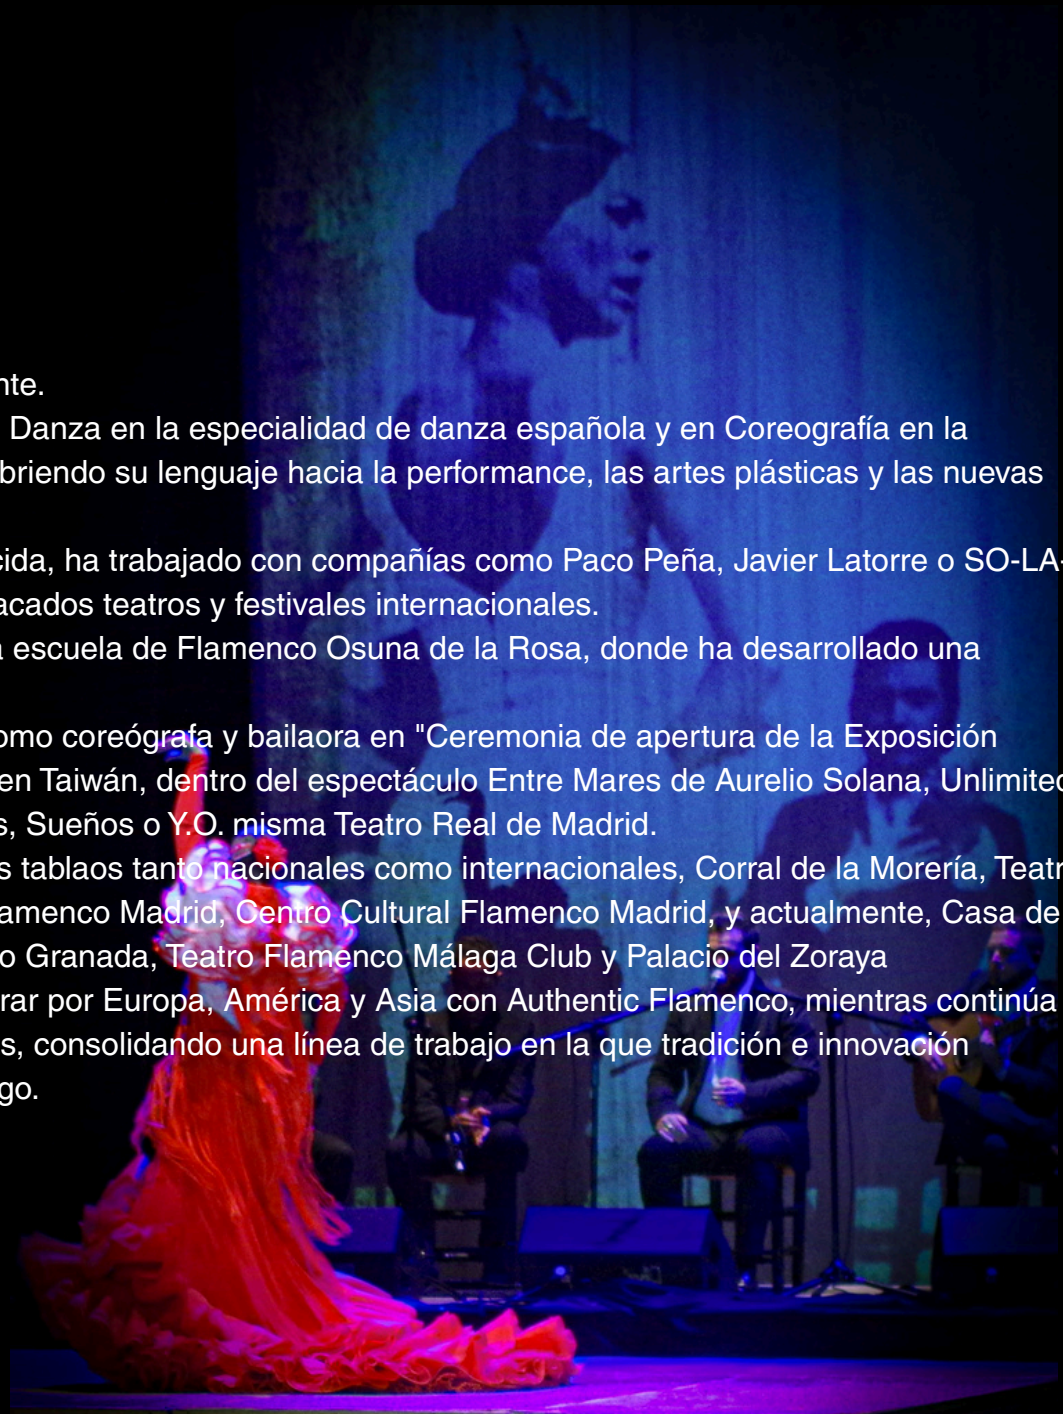 nte.
Danza en la especialidad de danza española y en Coreografía en la
briendo su lenguaje hacia la performance, las artes plásticas y las nuevas
cida, ha trabajado con compañías como Paco Peña, Javier Latorre o SO-LA-
acados teatros y festivales internacionales.
a escuela de Flamenco Osuna de la Rosa, donde ha desarrollado una
omo coreógrafa y bailaora en "Ceremonia de apertura de la Exposición
en Taiwán, dentro del espectáculo Entre Mares de Aurelio Solana, Unlimited
s, Sueños o Y.O. misma Teatro Real de Madrid.
s tablaos tanto nacionales como internacionales, Corral de la Morería, Teatr
amenco Madrid, Centro Cultural Flamenco Madrid, y actualmente, Casa de
o Granada, Teatro Flamenco Málaga Club y Palacio del Zoraya
rar por Europa, América y Asia con Authentic Flamenco, mientras continúa
s, consolidando una línea de trabajo en la que tradición e innovación
go.